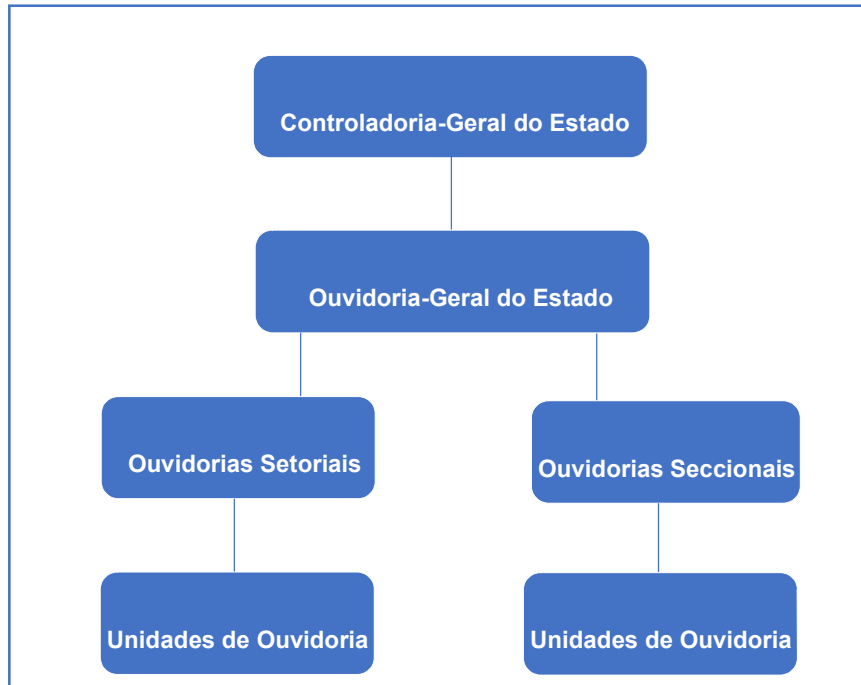 Controladoria-Geral do Estado
Ouvidoria-Geral do Estado
Ouvidorias Setoriais
Ouvidorias Seccionais
Unidades de Ouvidoria
Unidades de Ouvidoria